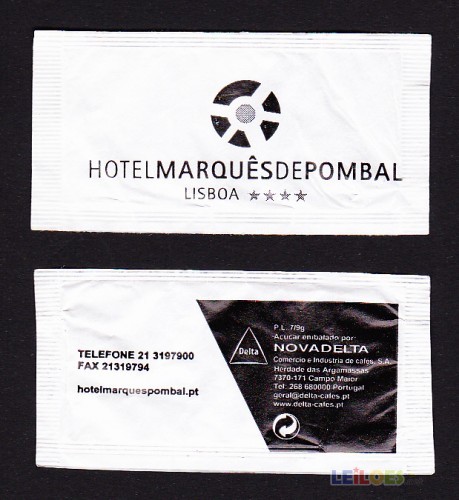 HOTELMARQUÊSDEPOMBAL
LISBOA ★★★★
TELEFONE 21 3197900
FAX 21319794
hotelmarquespombal.pt
Delta
P.L. 7/9g
Açúcar embalado por:
NOVADELTA
Comercio e Industria de cafes, S.A.
Herdade das Argamassas
7370-171 Campo Maior
Tel: 268 680000 Portugal
geral@delta-cafes.pt
www.delta-cafes.pt
LEILOES